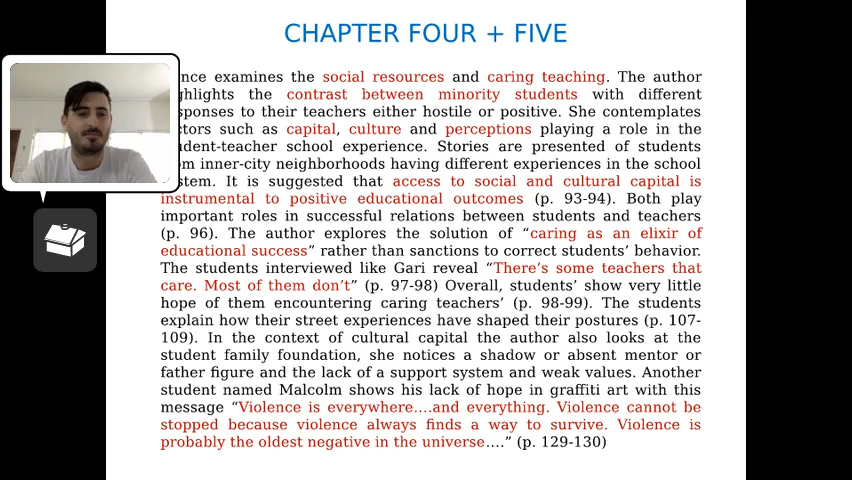 CHAPTER FOUR + FIVE
examines the social resources and caring teaching. The author
the contrast between minority students with different
to their teachers either hostile or positive. She contemplates
such as capital, culture and perceptions playing a role in the
school experience. Stories are presented of students
inner-city neighborhoods having different experiences in the school
It is suggested that access to social and cultural capital is
instrumental to positive educational outcomes (p. 93-94). Both play
important roles in successful relations between students and teachers
(p. 96). The author explores the solution of “caring as an elixir of
educational success” rather than sanctions to correct students’ behavior.
The students interviewed like Gari reveal “There’s some teachers that
care. Most of them don’t” (p. 97-98) Overall, students’ show very little
hope of them encountering caring teachers’ (p. 98-99). The students
explain how their street experiences have shaped their postures (p. 107-
109). In the context of cultural capital the author also looks at the
student family foundation, she notices a shadow or absent mentor or
father figure and the lack of a support system and weak values. Another
student named Malcolm shows his lack of hope in graffiti art with this
message “Violence is everywhere....and everything. Violence cannot be
stopped because violence always finds a way to survive. Violence is
probably the oldest negative in the universe....” (p. 129-130)